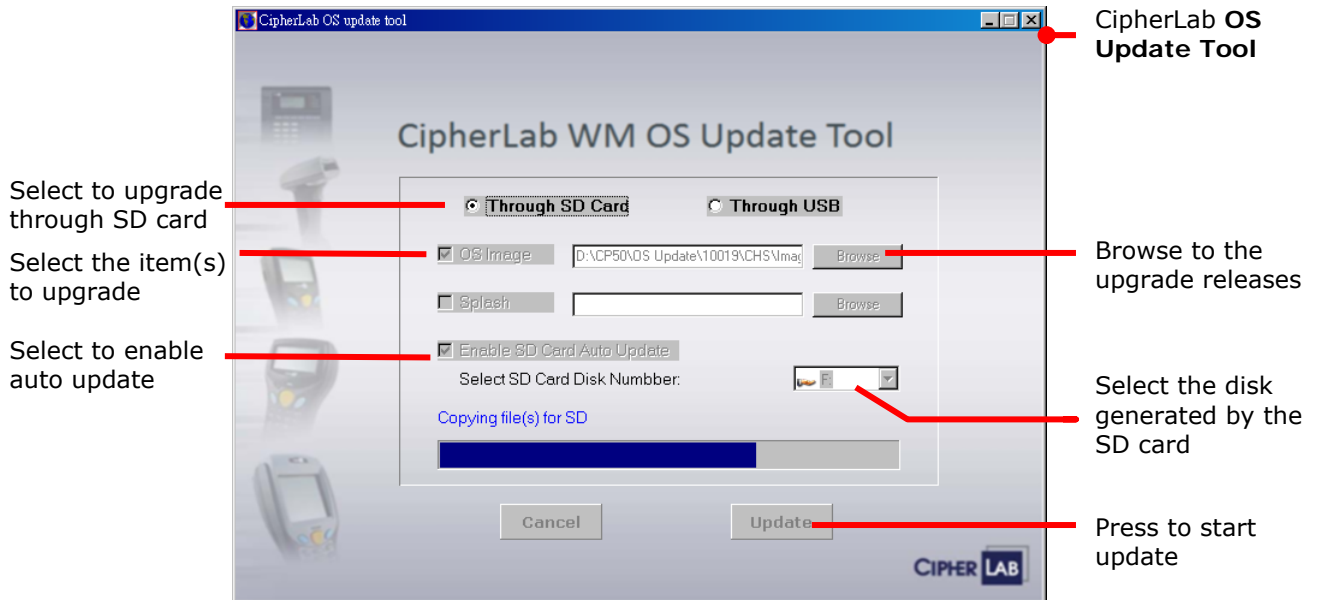 CipherLab OS update tool
CipherLab OS
Update Tool
CipherLab WM OS Update Tool
Select to upgrade
through SD card
Through SD Card
Through USB
Select the item(s)
to upgrade
OS Image
D:\CP50\OS Update\10019\CHS\Imag
Browse
Browse to the
upgrade releases
Splash
Browse
Select to enable
auto update
Enable SD Card Auto Update
Select SD Card Disk Numbber:
F:
Select the disk
generated by the
SD card
Copying file(s) for SD
Cancel
Update
Press to start
update
CIPHER LAB